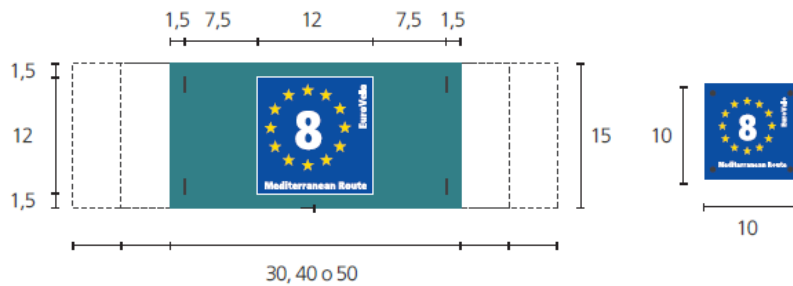 1,5 7,5 12 7,5 1,5
1,5
12
1,5
8
EuroVelo
Mediterranean Route
15
30, 40 o 50
10
8
EuroVelo
Mediterranean Route
10